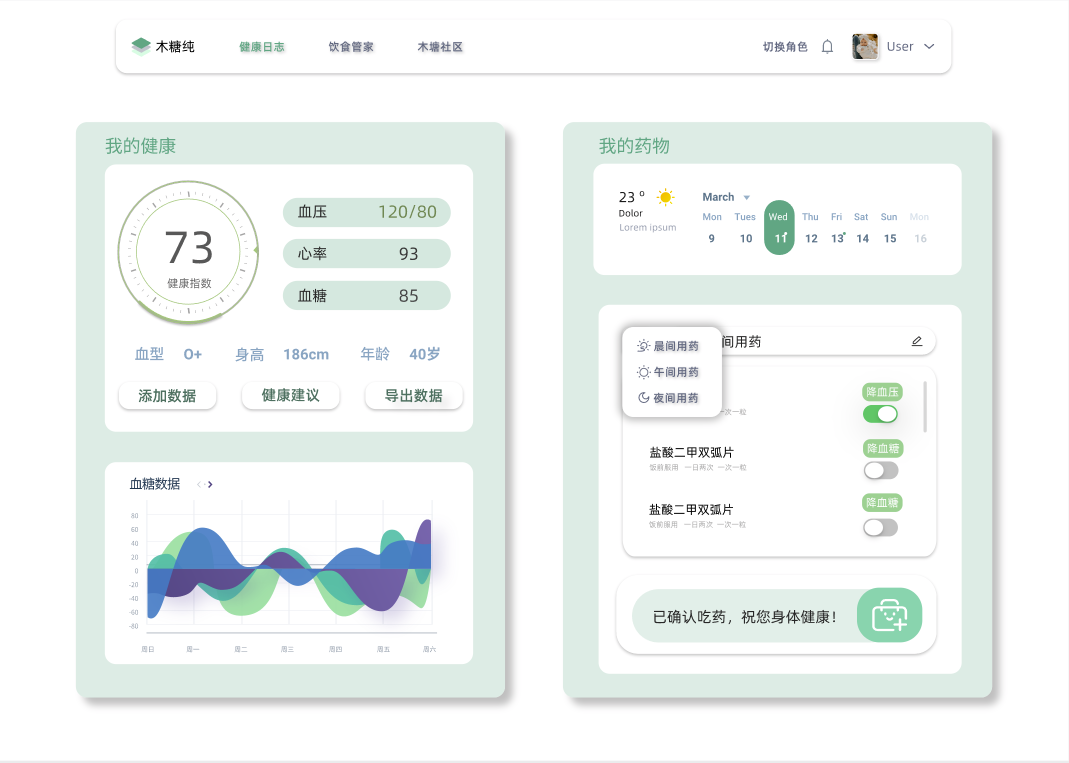 木糖纯 健康日志 饮食管家 木塘社区 切换角色 User
我的健康
73
健康指数
血压 120/80
心率 93
血糖 85
血型 O+ 身高 186cm 年龄 40岁
添加数据 健康建议 导出数据
血糖数据
80
60
40
20
0
-20
-40
-60
-80
周日 周一 周二 周三 周四 周五 周六
我的药物
23 º
Dolor
Lorem ipsum
March
Mon Tues Wed Thu Fri Sat Sun Mon
9 10 11 12 13 14 15 16
间用药
晨间用药
午间用药
夜间用药
降血压
一次一粒
盐酸二甲双弧片
饭前服用 一日两次 一次一粒
降血糖
盐酸二甲双弧片
饭前服用 一日两次 一次一粒
降血糖
已确认吃药，祝您身体健康！